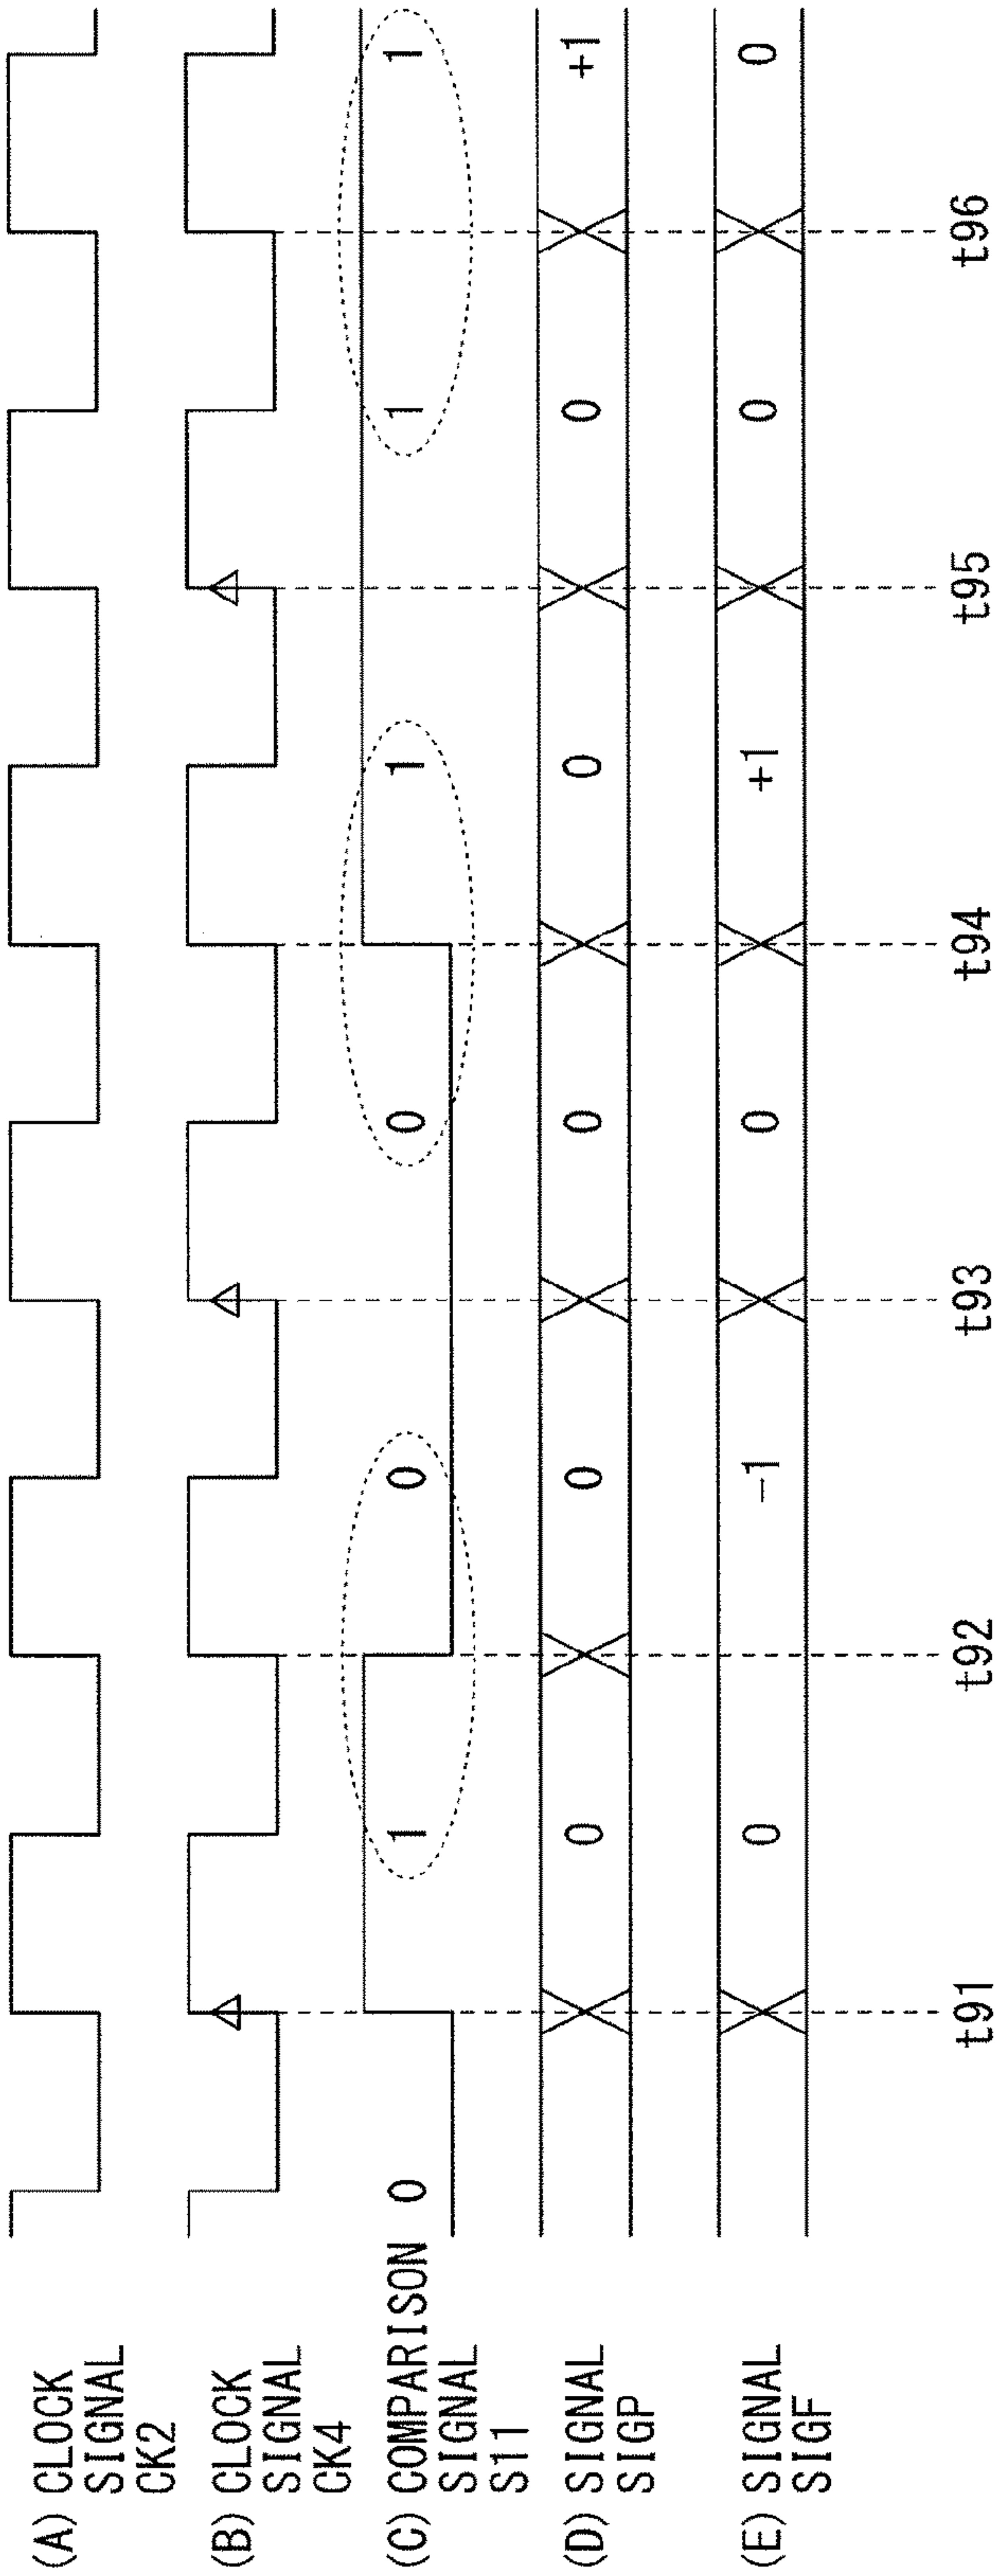 (A) CLOCK
SIGNAL
CK2
(B) CLOCK
SIGNAL
CK4
(C) COMPARISON 0 1 0 0 1 1 1
SIGNAL
S11
(D) SIGNAL 0 0 0 0 0 +1
SIGP
(E) SIGNAL 0 -1 0 +1 0 0
SIGF
t91 t92 t93 t94 t95 t96